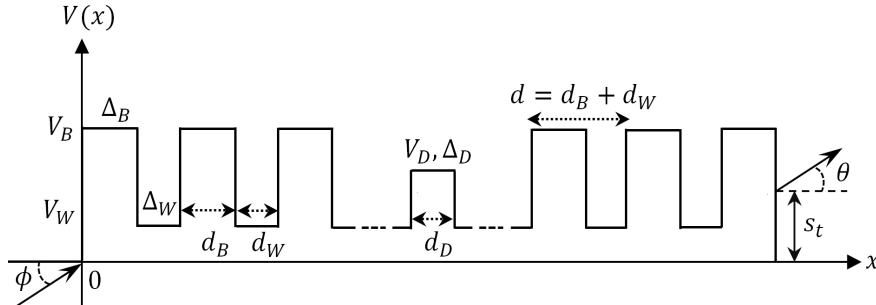 V(x)
Δ_B
d = d_B + d_W
V_B
V_D, Δ_D
θ
Δ_W
V_W
s_t
d_B
d_W
d_D
x
ϕ
0